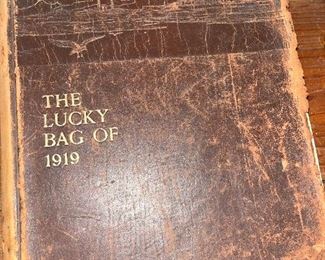 THE
LUCKY
BAG OF
1919